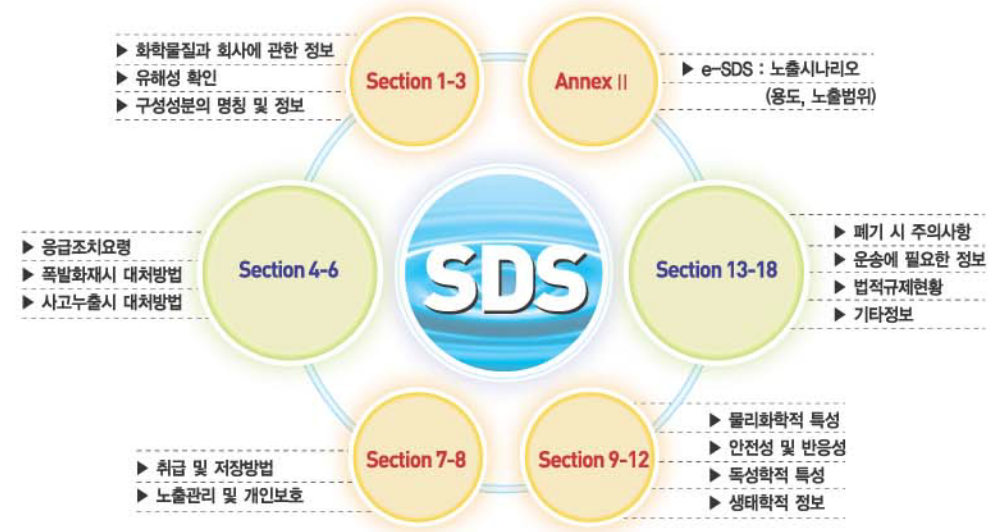 ▶ 화학물질과 회사에 관한 정보
▶ 유해성 확인
▶ 구성성분의 명칭 및 정보
Section 1-3
Annex II
▶ e-SDS : 노출시나리오
(용도, 노출범위)
▶ 응급조치요령
▶ 폭발화재시 대처방법
▶ 사고누출시 대처방법
Section 4-6
SDS
Section 13-18
▶ 폐기 시 주의사항
▶ 운송에 필요한 정보
▶ 법적규제현황
▶ 기타정보
▶ 취급 및 저장방법
▶ 노출관리 및 개인보호
Section 7-8
Section 9-12
▶ 물리화학적 특성
▶ 안전성 및 반응성
▶ 독성학적 특성
▶ 생태학적 정보